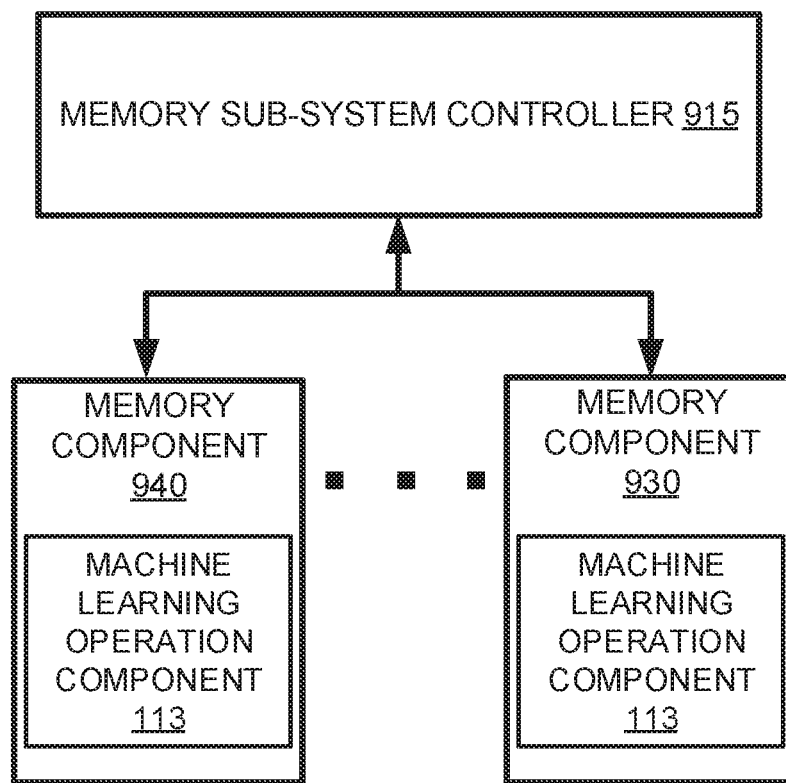 MEMORY SUB-SYSTEM CONTROLLER 915
MEMORY
COMPONENT
940
MACHINE
LEARNING
OPERATION
COMPONENT
113
MEMORY
COMPONENT
930
MACHINE
LEARNING
OPERATION
COMPONENT
113